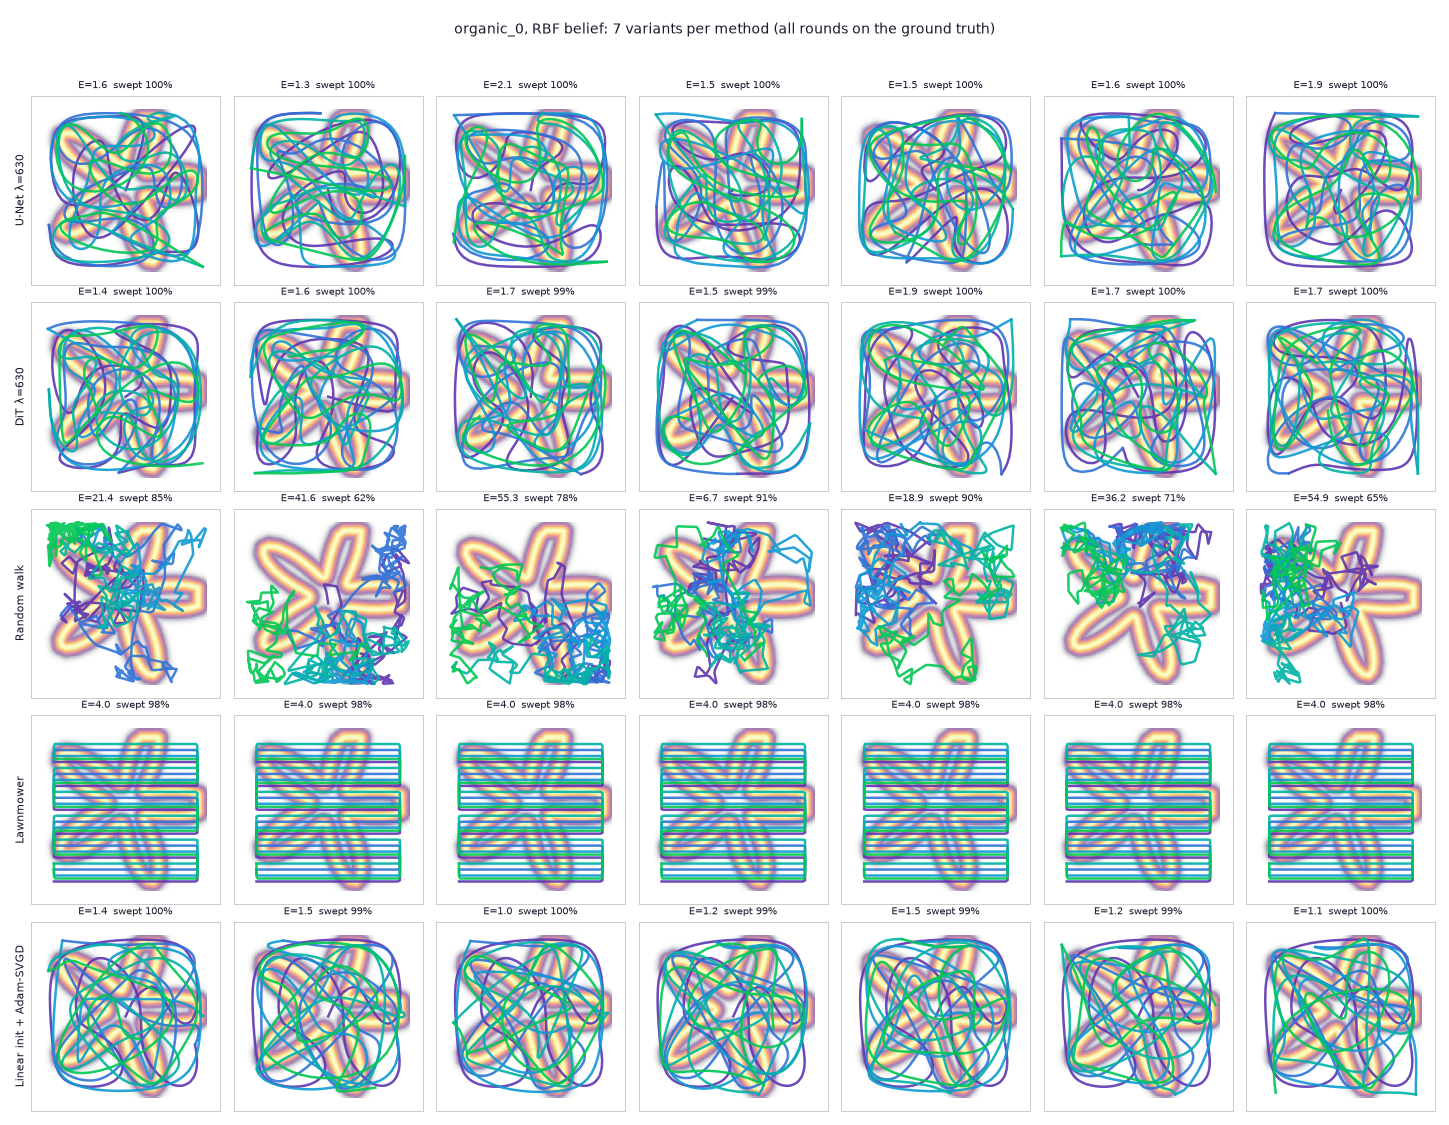 organic_0, RBF belief: 7 variants per method (all rounds on the ground truth)
E=1.6  swept 100%
E=1.3  swept 100%
E=2.1  swept 100%
E=1.5  swept 100%
E=1.5  swept 100%
E=1.6  swept 100%
E=1.9  swept 100%
U-Net λ=630
E=1.4  swept 100%
E=1.6  swept 100%
E=1.7  swept 99%
E=1.5  swept 99%
E=1.9  swept 100%
E=1.7  swept 100%
E=1.7  swept 100%
DiT λ=630
E=21.4  swept 85%
E=41.6  swept 62%
E=55.3  swept 78%
E=6.7  swept 91%
E=18.9  swept 90%
E=36.2  swept 71%
E=54.9  swept 65%
Random walk
E=4.0  swept 98%
E=4.0  swept 98%
E=4.0  swept 98%
E=4.0  swept 98%
E=4.0  swept 98%
E=4.0  swept 98%
E=4.0  swept 98%
Lawnmower
E=1.4  swept 100%
E=1.5  swept 99%
E=1.0  swept 100%
E=1.2  swept 99%
E=1.5  swept 99%
E=1.2  swept 99%
E=1.1  swept 100%
Linear init + Adam-SVGD